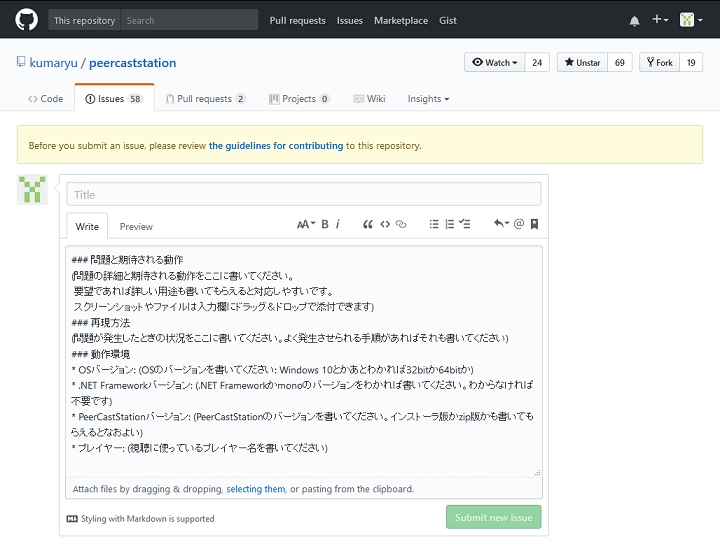 This repository Search Pull requests Issues Marketplace Gist
kumaryu / peercaststation Watch 24 Unstar 69 Fork 19
Code Issues 58 Pull requests 2 Projects 0 Wiki Insights
Before you submit an issue, please review the guidelines for contributing to this repository.
Title
Write Preview AA B i
### 問題と期待される動作
(問題の詳細と期待される動作をここに書いてください。
要望であれば詳しい用途も書いてもらえると対応しやすいです。
スクリーンショットやファイルは入力欄にドラッグ＆ドロップで添付できます)
### 再現方法
(問題が発生したときの状況をここに書いてください。よく発生させられる手順があればそれも書いてください)
### 動作環境
* OSバージョン: (OSのバージョンを書いてください: Windows 10とかあとわかれば32bitか64bitか)
* .NET Frameworkバージョン: (.NET Frameworkかmonoのバージョンをわかれば書いてください。わからなければ
不要です)
* PeerCastStationバージョン: (PeerCastStationのバージョンを書いてください。インストーラ版かzip版かも書いても
らえるとなおよい)
* プレイヤー: (視聴に使っているプレイヤー名を書いてください)
Attach files by dragging & dropping, selecting them, or pasting from the clipboard.
Styling with Markdown is supported Submit new issue